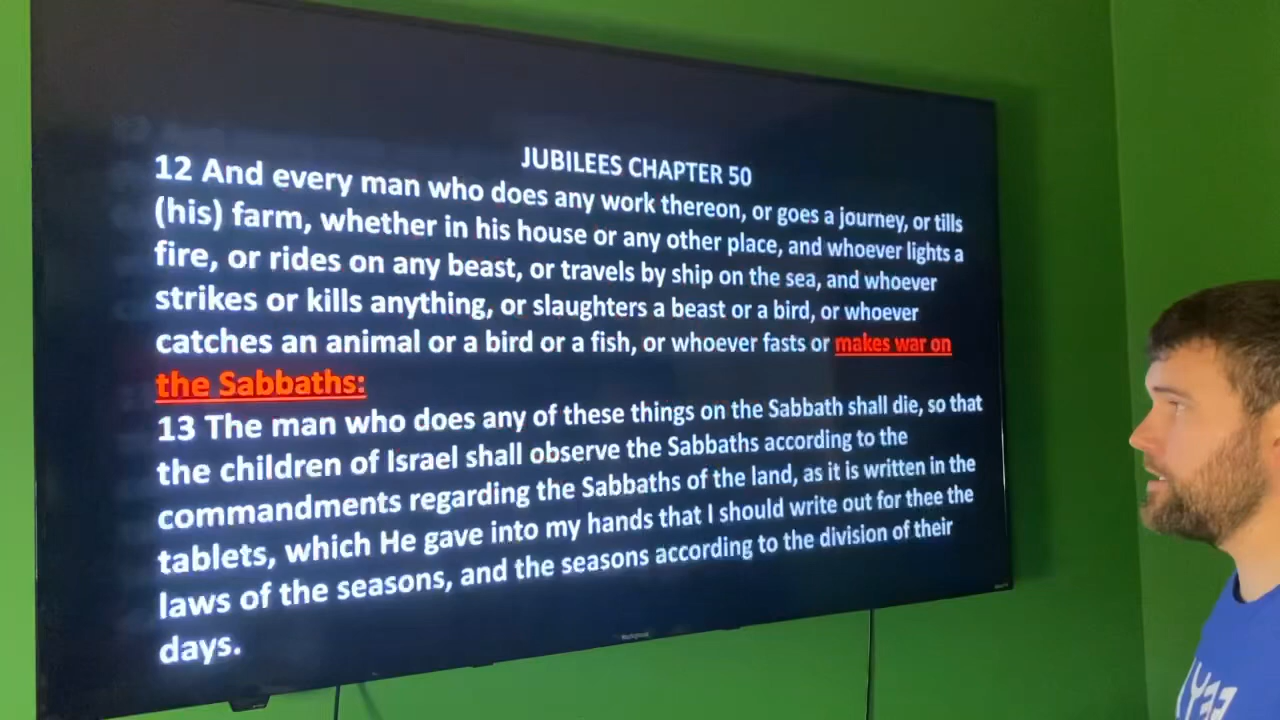 JUBILEES CHAPTER 50
12 And every man who does any work thereon, or goes a journey, or tills
(his) farm, whether in his house or any other place, and whoever lights a
fire, or rides on any beast, or travels by ship on the sea, and whoever
strikes or kills anything, or slaughters a beast or a bird, or whoever
catches an animal or a bird or a fish, or whoever fasts or makes war on
the Sabbaths:
13 The man who does any of these things on the Sabbath shall die, so that
the children of Israel shall observe the Sabbaths according to the
commandments regarding the Sabbaths of the land, as it is written in the
tablets, which He gave into my hands that I should write out for thee the
laws of the seasons, and the seasons according to the division of their
days.